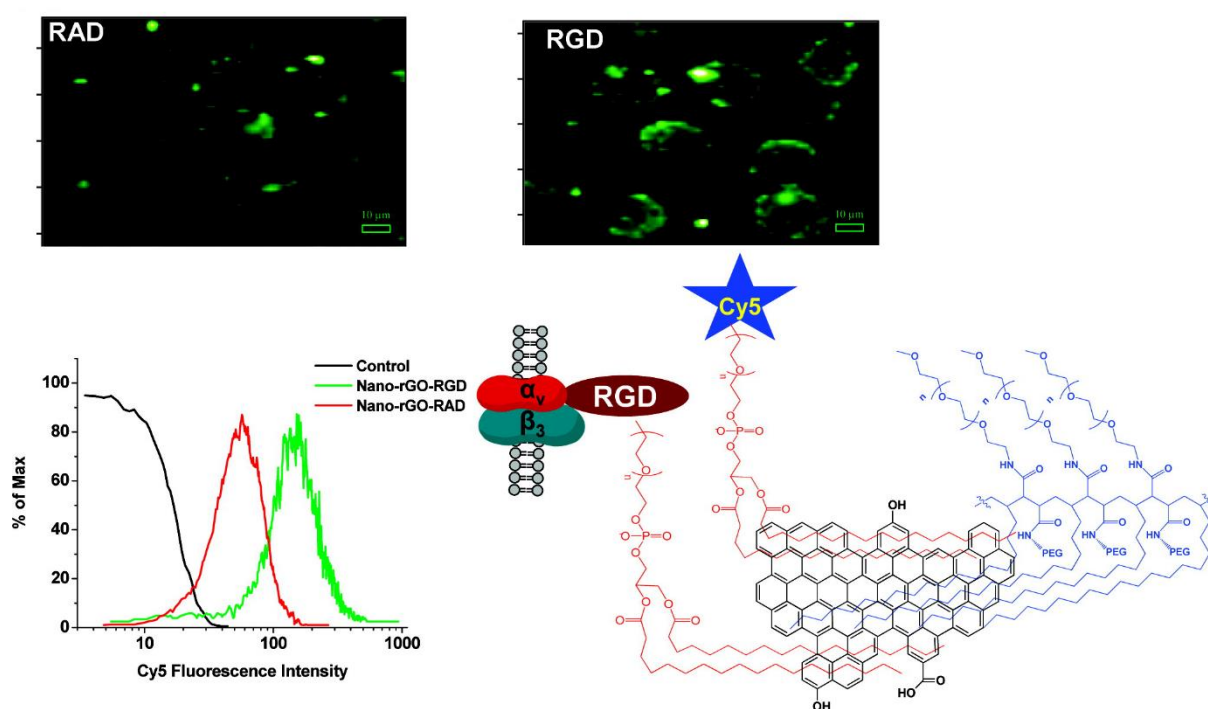 RAD
10 µm
RGD
10 µm
Cy5
Control
Nano-rGO-RGD
Nano-rGO-RAD
% of Max
100
80
60
40
20
0
10
100
1000
Cy5 Fluorescence Intensity
αv
β3
RGD
n
O
O
-O-P=O
O
O
O
O
O
n
O
O
-O-P=O
O
O
O
O
O
OH
OH
HO
O
O
O
O
n
n
n
O
O
O
HN
O
HN
O
HN
O
O
O
O
HN
HN
HN
PEG
PEG
PEG